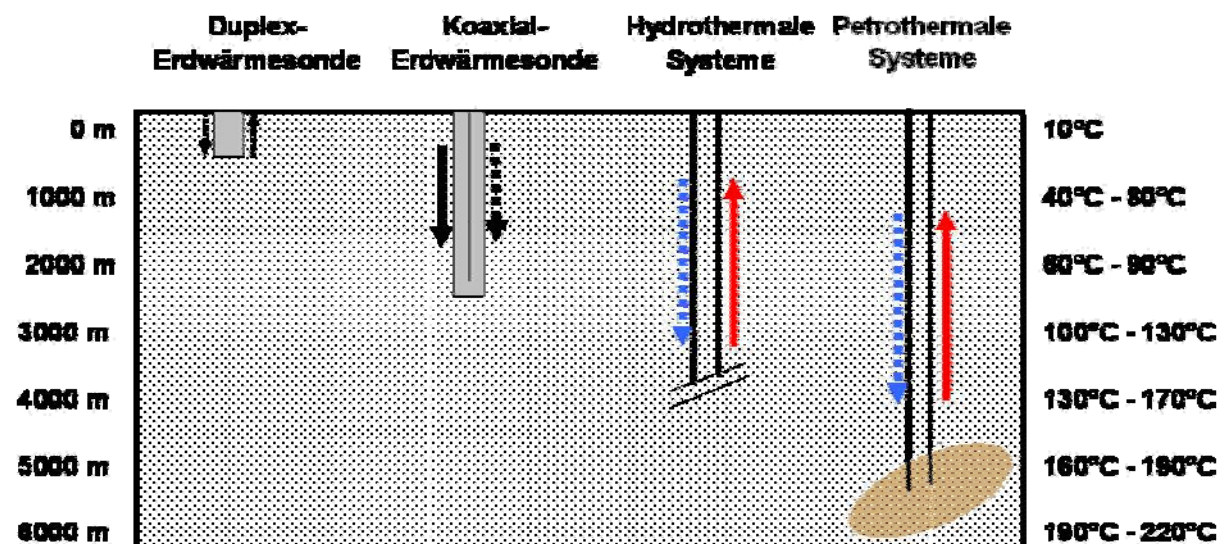 Duplex-
Erdwärmesonde
Koaxial-
Erdwärmesonde
Hydrothermale
Systeme
Petrothermale
Systeme
0 m 10°C
1000 m 40°C - 60°C
2000 m 60°C - 90°C
3000 m 100°C - 130°C
4000 m 130°C - 170°C
5000 m 160°C - 190°C
6000 m 190°C - 220°C